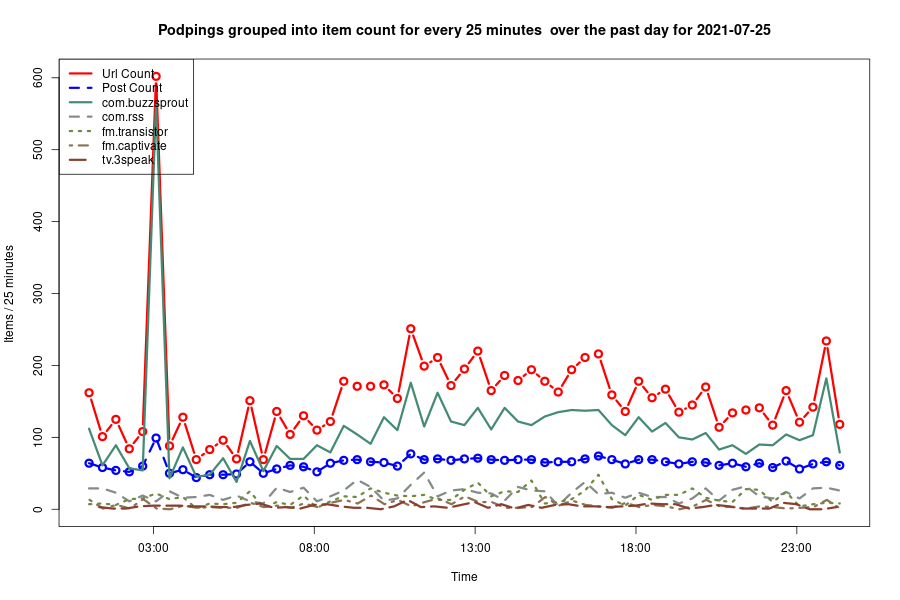 Podpings grouped into item count for every 25 minutes  over the past day for 2021-07-25
Url Count
Post Count
com.buzzsprout
com.rss
fm.transistor
fm.captivate
tv.3speak
Items / 25 minutes
600
500
400
300
200
100
0
03:00
08:00
13:00
18:00
23:00
Time